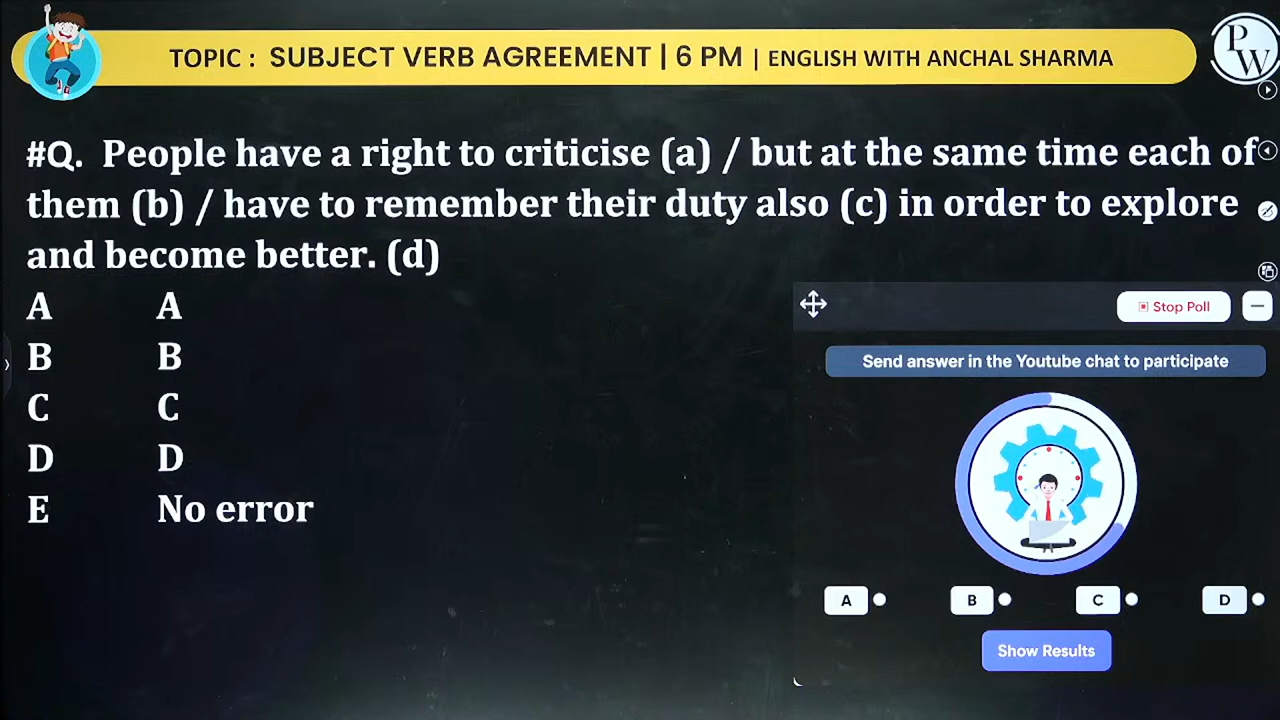 TOPIC : SUBJECT VERB AGREEMENT | 6 PM | ENGLISH WITH ANCHAL SHARMA
PW
#Q. People have a right to criticise (a) / but at the same time each of
them (b) / have to remember their duty also (c) in order to explore
and become better. (d)
A A
B B
C C
D D
E No error
Stop Poll
Send answer in the Youtube chat to participate
A B C D
Show Results